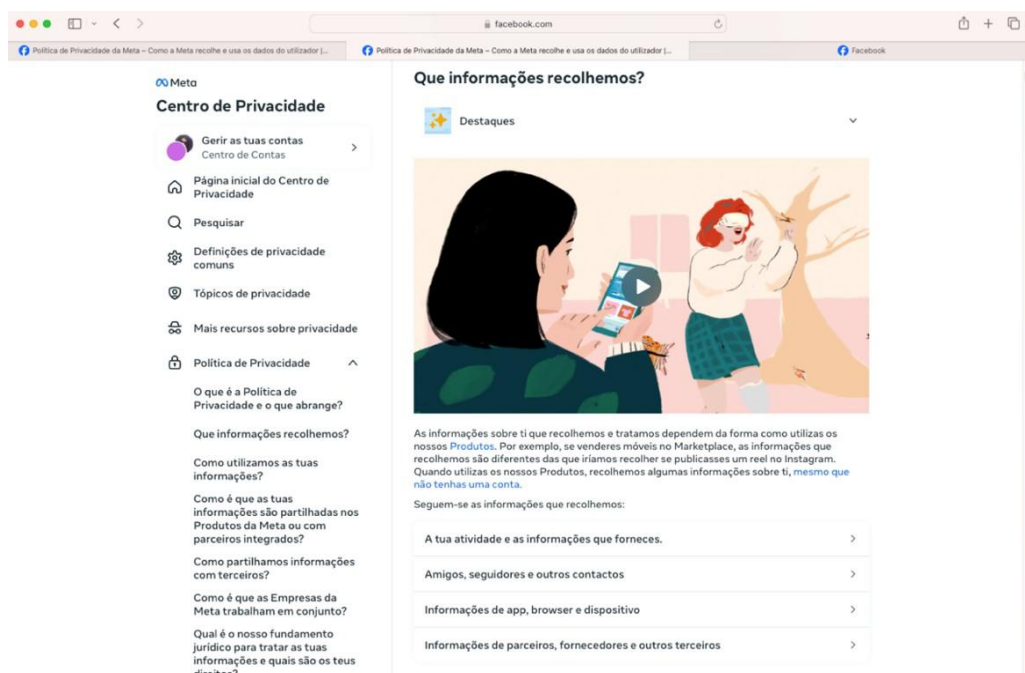 facebook.com
Política de Privacidade da Meta – Como a Meta recolhe e usa os dados do utilizador |...
Política de Privacidade da Meta – Como a Meta recolhe e usa os dados do utilizador |...
Facebook
Meta
Centro de Privacidade
Gerir as tuas contas
Centro de Contas
Página inicial do Centro de
Privacidade
Pesquisar
Definições de privacidade
comuns
Tópicos de privacidade
Mais recursos sobre privacidade
Política de Privacidade
O que é a Política de
Privacidade e o que abrange?
Que informações recolhemos?
Como utilizamos as tuas
informações?
Como é que as tuas
informações são partilhadas nos
Produtos da Meta ou com
parceiros integrados?
Como partilhamos informações
com terceiros?
Como é que as Empresas da
Meta trabalham em conjunto?
Qual é o nosso fundamento
jurídico para tratar as tuas
informações e quais são os teus
direitos?
Que informações recolhemos?
Destaques
As informações sobre ti que recolhemos e tratamos dependem da forma como utilizas os
nossos Produtos. Por exemplo, se venderes móveis no Marketplace, as informações que
recolhemos são diferentes das que iríamos recolher se publicasses um reel no Instagram.
Quando utilizas os nossos Produtos, recolhemos algumas informações sobre ti, mesmo que
não tenhas uma conta.
Seguem-se as informações que recolhemos:
A tua atividade e as informações que forneces.
Amigos, seguidores e outros contactos
Informações de app, browser e dispositivo
Informações de parceiros, fornecedores e outros terceiros